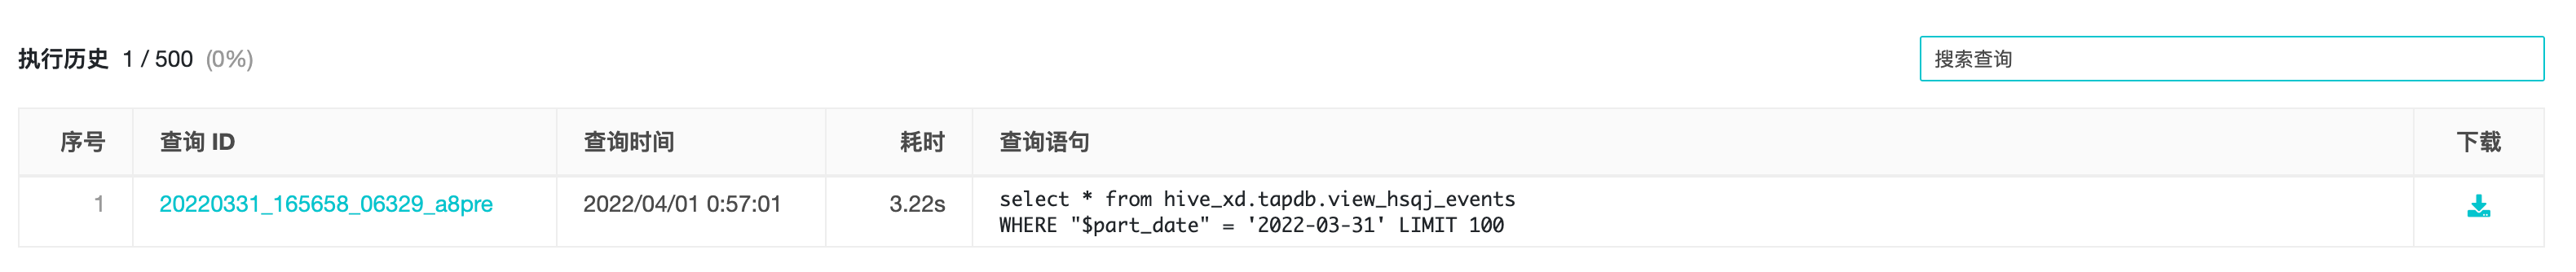 执行历史 1 / 500 (0%)
搜索查询
序号 查询 ID 查询时间 耗时 查询语句 下载
1 20220331_165658_06329_a8pre 2022/04/01 0:57:01 3.22s select * from hive_xd.tapdb.view_hsqj_events
WHERE "$part_date" = '2022-03-31' LIMIT 100